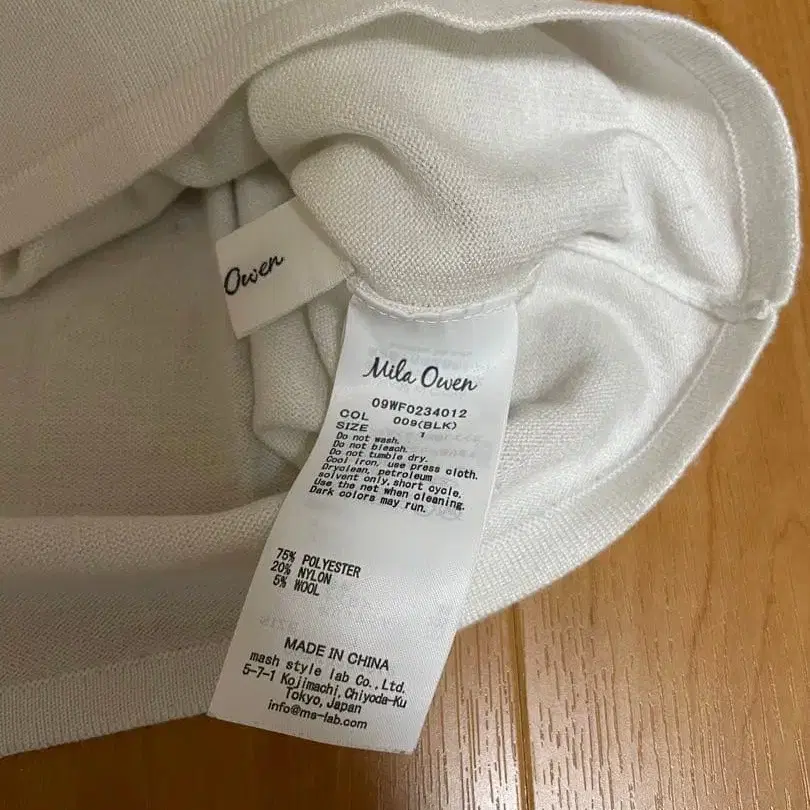 Owen
Mila Owen
09WF0234012
COL 009(BLK)
SIZE 1
Do not wash.
Do not bleach.
Do not tumble dry.
Cool iron, use press cloth.
Dryclean, petroleum
solvent only, short cycle.
Use the net when cleaning.
Dark colors may run.
75% POLYESTER
20% NYLON
5% WOOL
MADE IN CHINA
mash style lab Co.,Ltd.
5-7-1 Kojimachi,Chiyoda-Ku
Tokyo,Japan
info@ms-lab.com